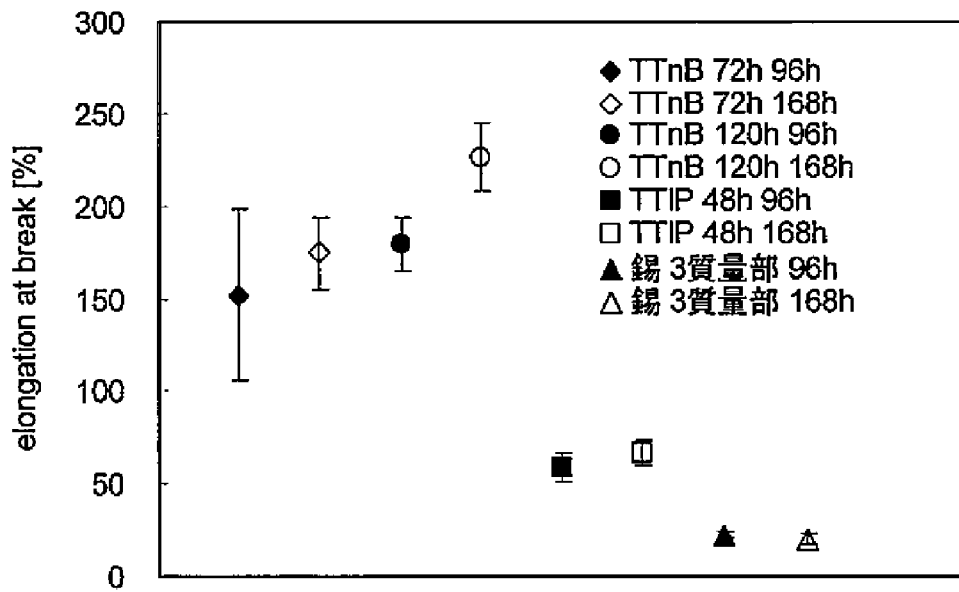 300
250
200
150
100
50
0
elongation at break [%]
TTnB 72h 96h
TTnB 72h 168h
TTnB 120h 96h
TTnB 120h 168h
TTIP 48h 96h
TTIP 48h 168h
錫 3質量部 96h
錫 3質量部 168h